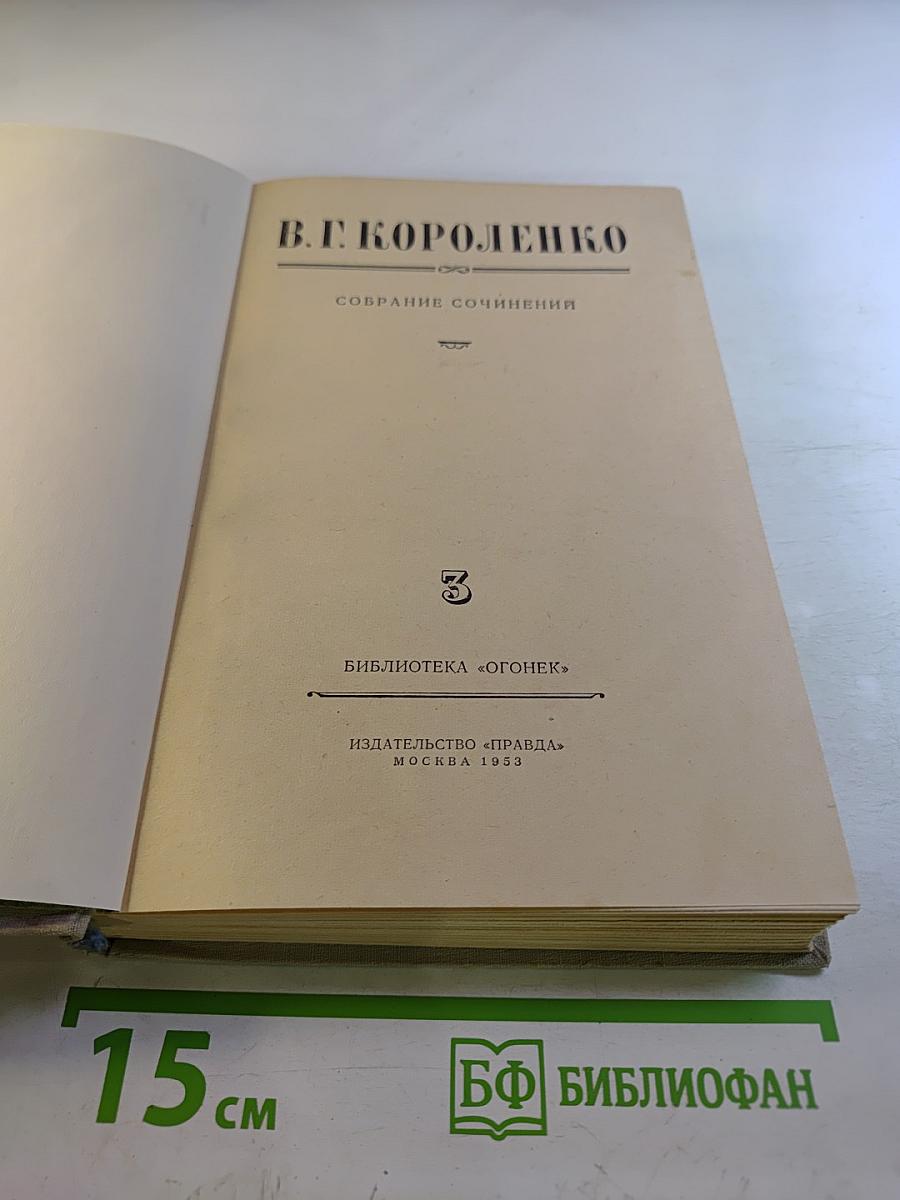 В. Г. КОРОЛЕНКО
СОБРАНИЕ СОЧИНЕНИЙ
3
БИБЛИОТЕКА «ОГОНЕК»
ИЗДАТЕЛЬСТВО «ПРАВДА»
МОСКВА 1953
15 см
БФ БИБЛИОФАН